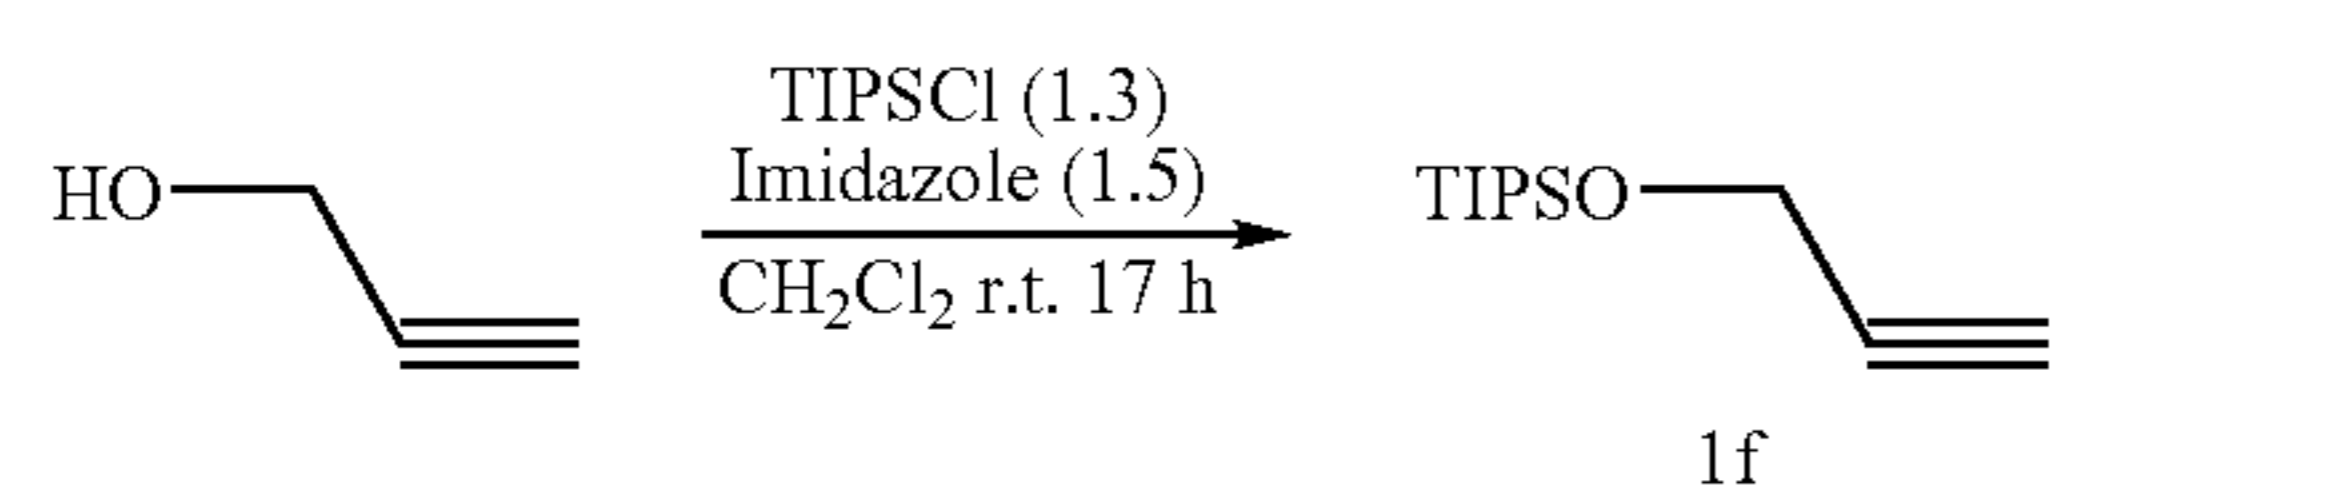 TIPSCl (1.3)
Imidazole (1.5)
HO
TIPSO
CH₂Cl₂ r.t. 17 h
1f